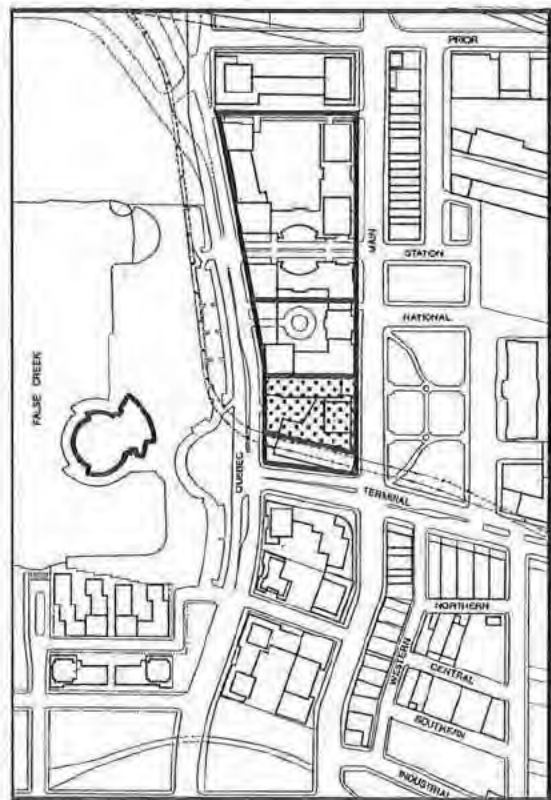 PRIOR
MAIN
STATION
NATIONAL
FALSE CREEK
QUEBEC
TERMINAL
NORTHERN
WESTERN
CENTRAL
SOUTHERN
INDUSTRIAL